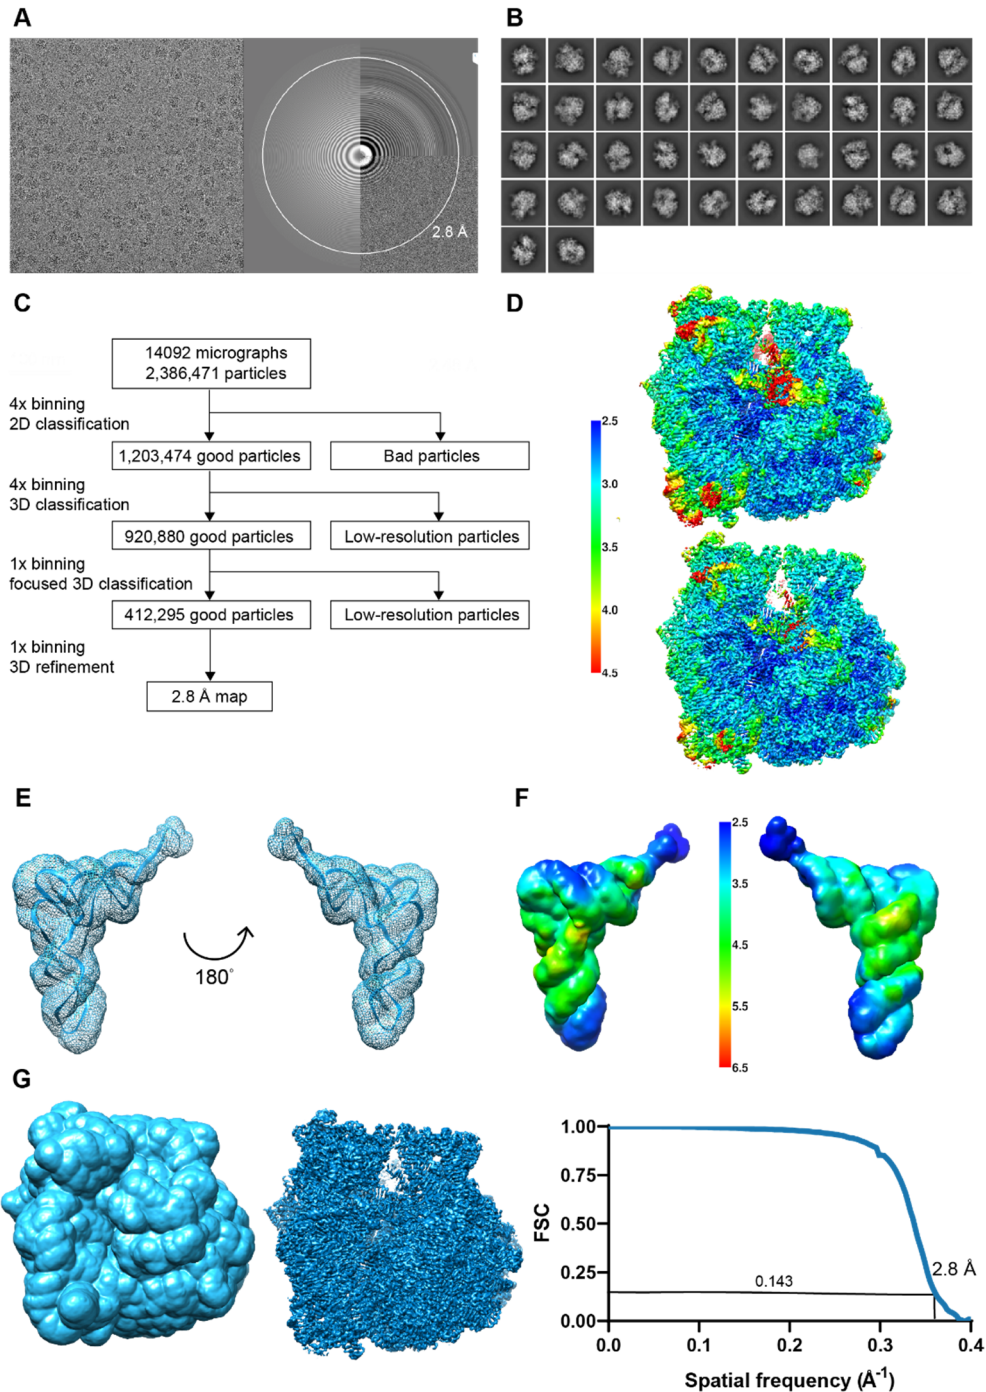 A
2.8 Å
B
C
14092 micrographs
2,386,471 particles
4x binning
2D classification
1,203,474 good particles
Bad particles
4x binning
3D classification
920,880 good particles
Low-resolution particles
1x binning
focused 3D classification
412,295 good particles
Low-resolution particles
1x binning
3D refinement
2.8 Å map
D
2.5
3.0
3.5
4.0
4.5
E
180°
F
2.5
3.5
4.5
5.5
6.5
G
FSC
1.00
0.75
0.50
0.25
0.00
0.143
2.8 Å
0.0
0.1
0.2
0.3
0.4
Spatial frequency (Å⁻¹)